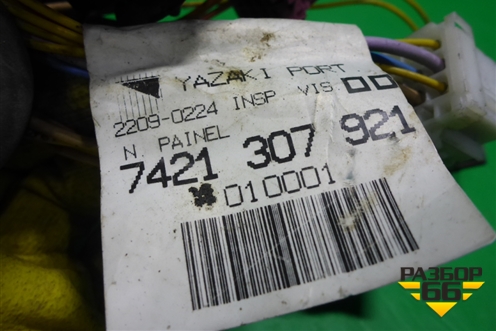 YAZAKI PORT
2209-0224 INSP VIS
N PAINEL
7421 307 921
010001
РАЗБОР
66